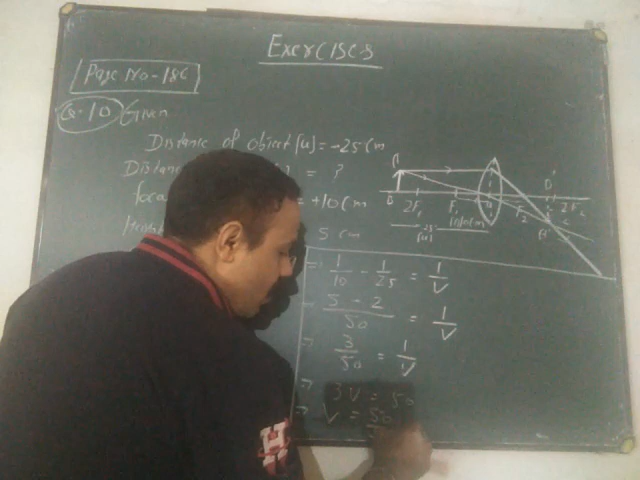 Exercises
Page No-186
Q.10 Given
Distance of object [u] = -25 cm
= ?
= +10 cm
5 cm
A
B
2F₁
F₁
F₂
2F₂
[u]
⇒ 1/10 - 1/25 = 1/V
5 - 2/50 = 1/V
⇒ 3/50 = 1/V
⇒ 3V = 50
⇒ V = 50
H